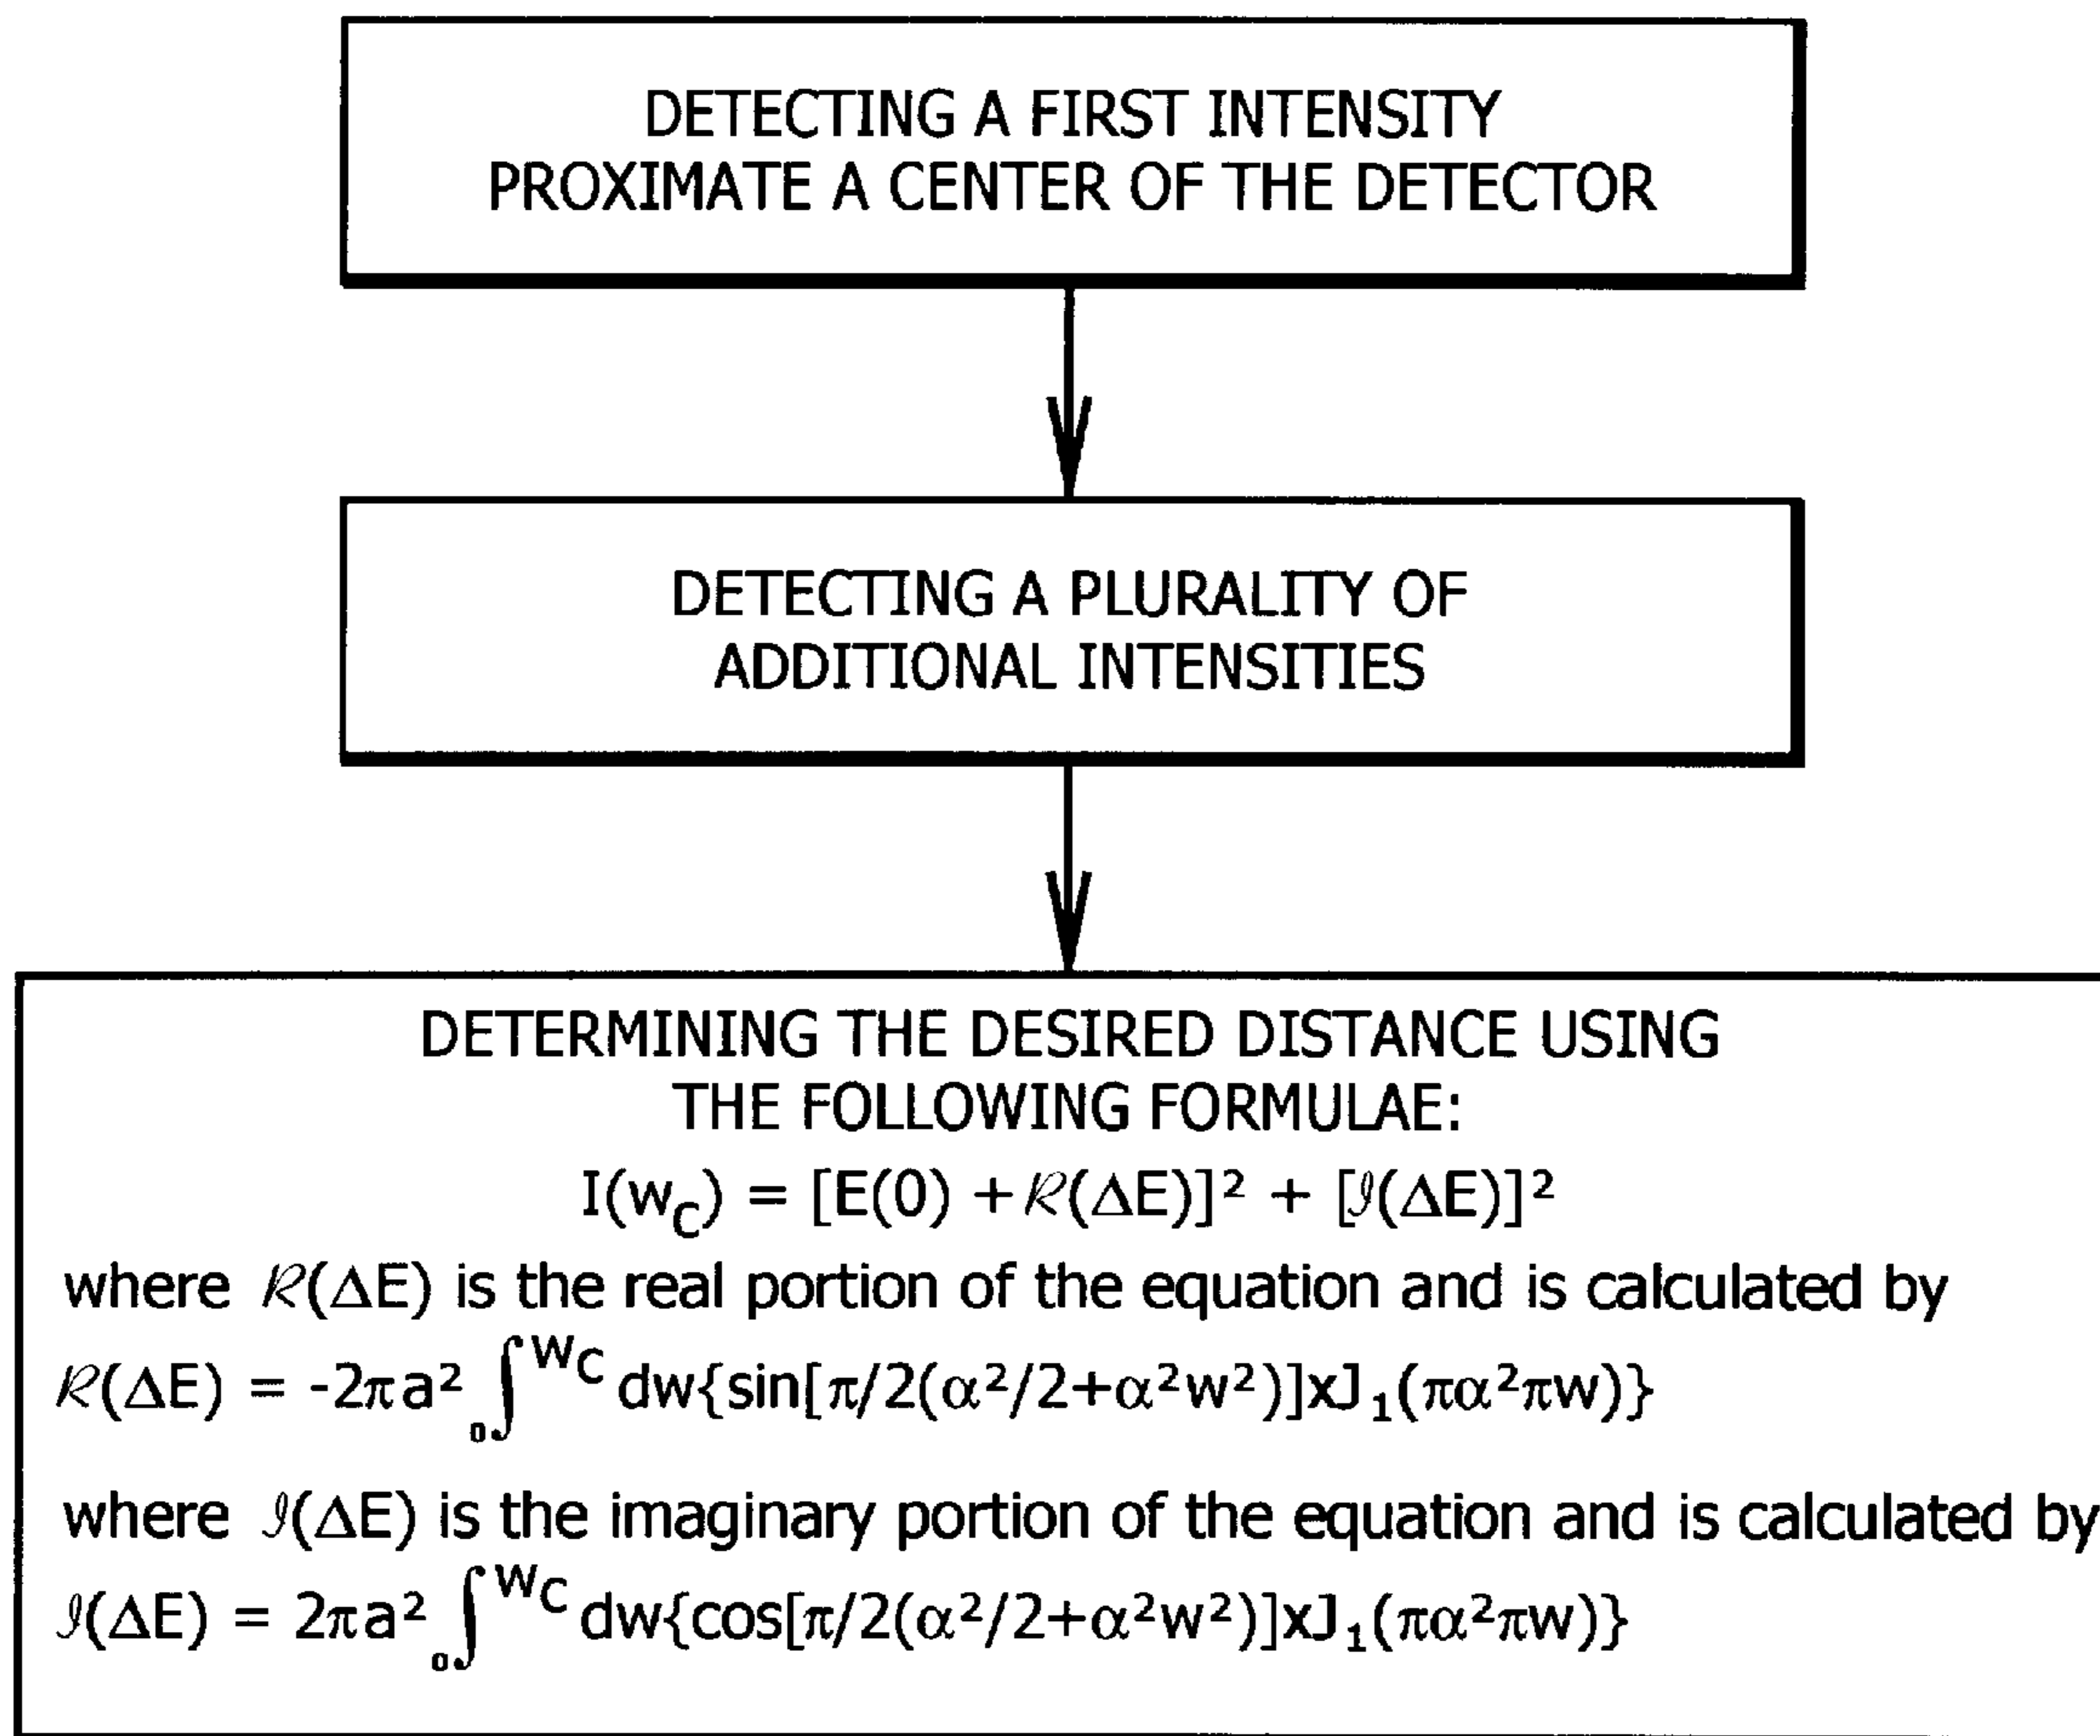 DETECTING A FIRST INTENSITY
PROXIMATE A CENTER OF THE DETECTOR
DETECTING A PLURALITY OF
ADDITIONAL INTENSITIES
DETERMINING THE DESIRED DISTANCE USING
THE FOLLOWING FORMULAE:
I(w_C) = [E(0) +ℛ(ΔE)]² + [ℐ(ΔE)]²
where ℛ(ΔE) is the real portion of the equation and is calculated by
ℛ(ΔE) = -2πa² ₀∫^W_C dw{sin[π/2(α²/2+α²w²)]xJ₁(πα²πw)}
where ℐ(ΔE) is the imaginary portion of the equation and is calculated by
ℐ(ΔE) = 2πa² ₀∫^W_C dw{cos[π/2(α²/2+α²w²)]xJ₁(πα²πw)}